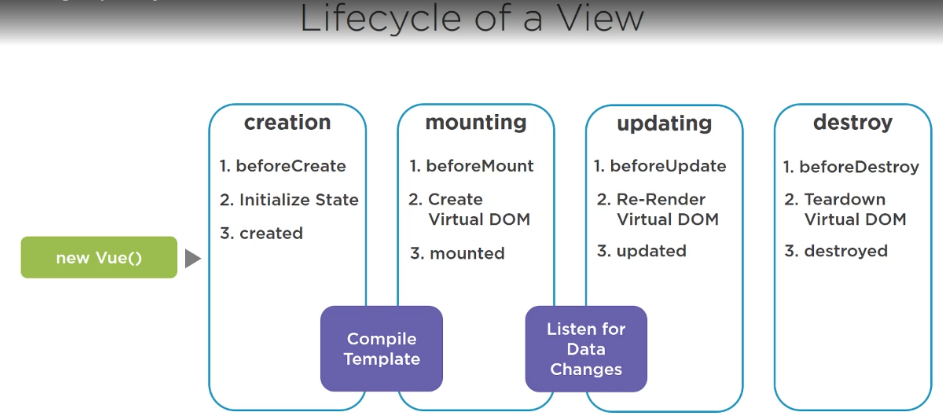 Lifecycle of a View
new Vue()
creation
1. beforeCreate
2. Initialize State
3. created
Compile
Template
mounting
1. beforeMount
2. Create
Virtual DOM
3. mounted
Listen for
Data
Changes
updating
1. beforeUpdate
2. Re-Render
Virtual DOM
3. updated
destroy
1. beforeDestroy
2. Teardown
Virtual DOM
3. destroyed